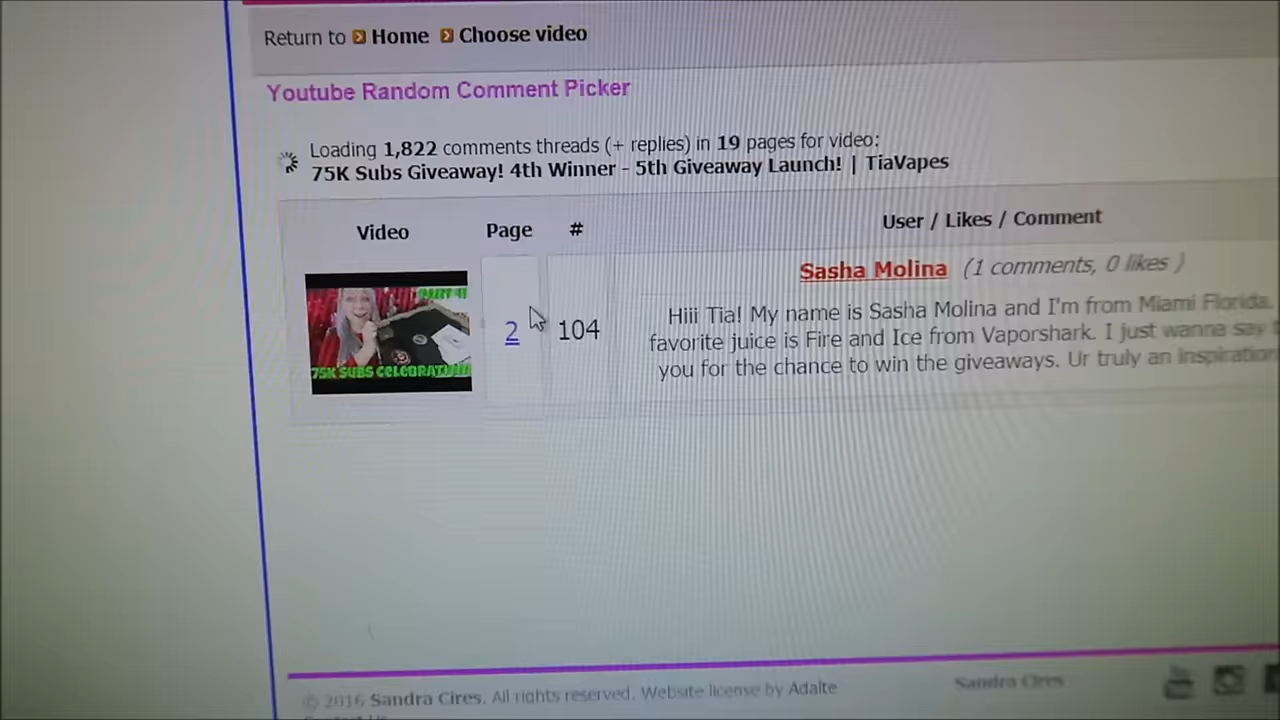 Return to Home Choose video
Youtube Random Comment Picker
Loading 1,822 comments threads (+ replies) in 19 pages for video:
75K Subs Giveaway! 4th Winner - 5th Giveaway Launch! | TiaVapes
Video Page # User / Likes / Comment
Sasha Molina (1 comments, 0 likes )
PART 4!
75K SUBS CELEBRATION
2 104
Hiii Tia! My name is Sasha Molina and I'm from Miami Florida.
favorite juice is Fire and Ice from Vaporshark. I just wanna say
you for the chance to win the giveaways. Ur truly an inspiration
© 2016 Sandra Cires. All rights reserved. Website license by Adalte
Sandra Cires